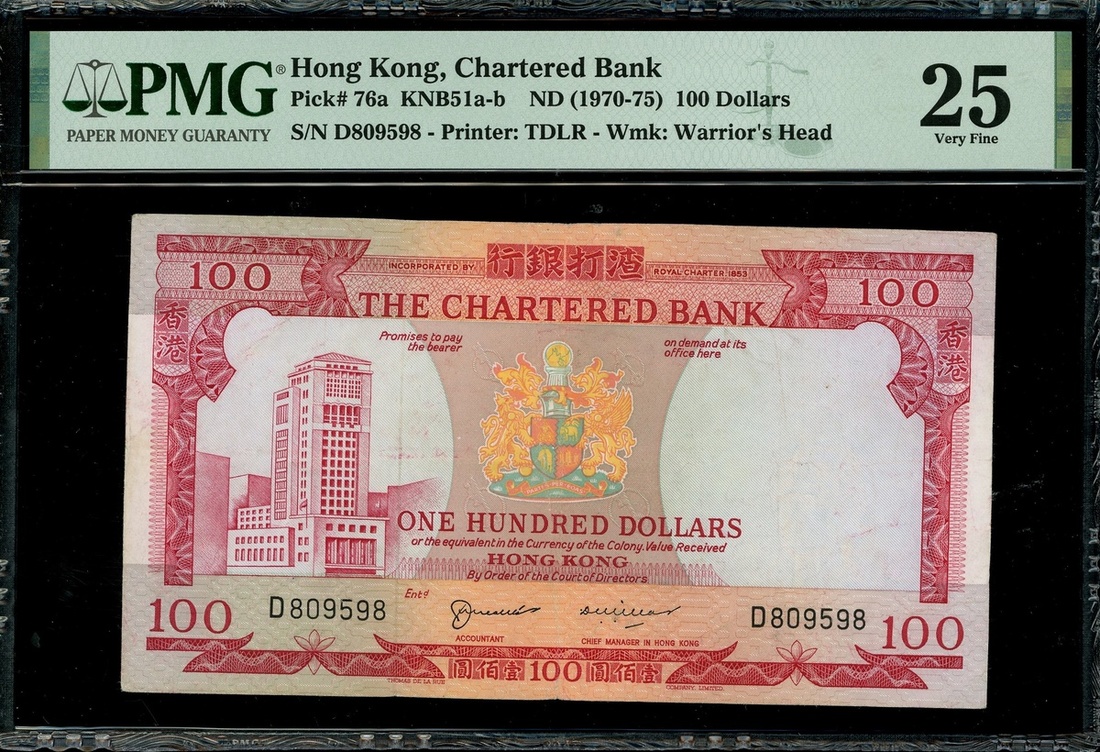 PMG®
PAPER MONEY GUARANTY
Hong Kong, Chartered Bank
Pick# 76a KNB51a-b ND (1970-75) 100 Dollars
S/N D809598 - Printer: TDLR - Wmk: Warrior's Head
25
Very Fine
100
INCORPORATED BY
行銀打渣
ROYAL CHARTER.1853
100
THE CHARTERED BANK
香港
香港
Promises to pay
the bearer
on demand at its
office here
ONE HUNDRED DOLLARS
or the equivalent in the Currency of the Colony. Value Received
HONG KONG
By Order of the Court of Directors
Entd
100
D809598
D809598
100
ACCOUNTANT
CHIEF MANAGER IN HONG KONG
圓佰壹 100 圓佰壹
THOMAS DE LA RUE
COMPANY, LIMITED.